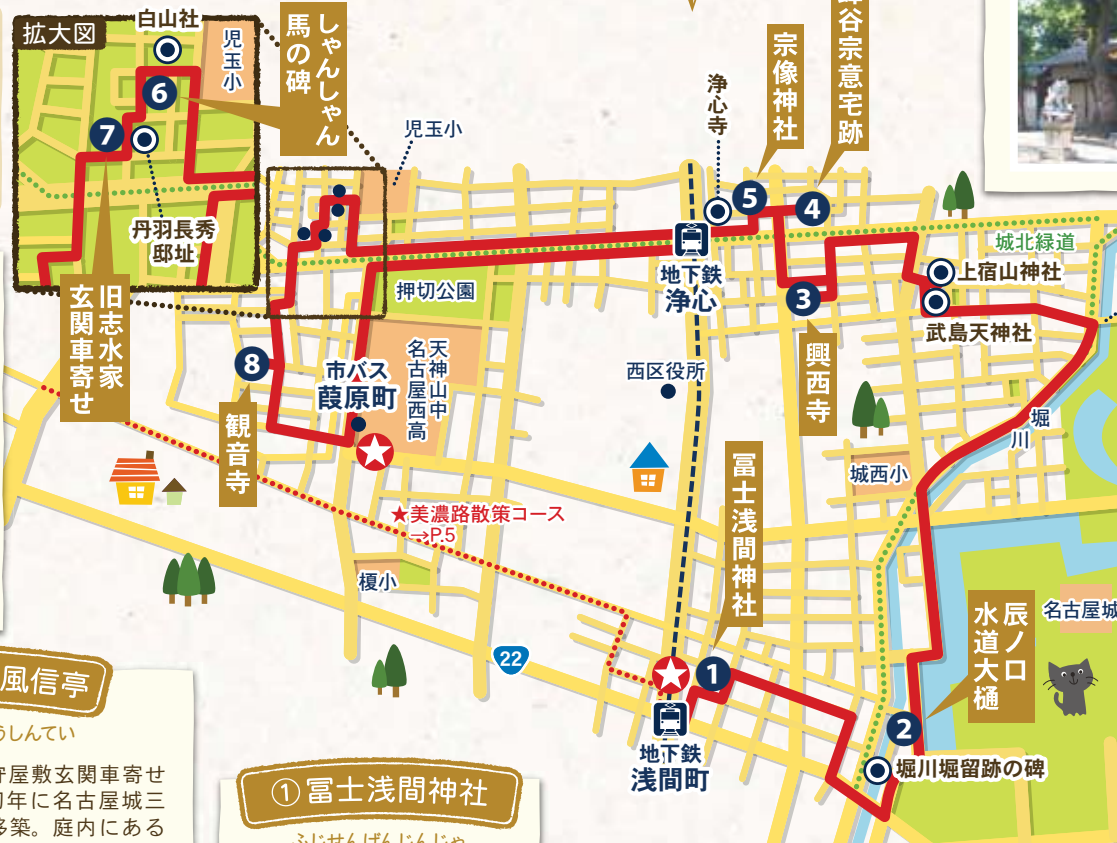 拡大図
白山社
児玉小
6
7
丹羽長秀
邸址
しゃんしゃん
馬の碑
旧志水家
玄関車寄せ
児玉小
浄心寺
宗像神社
谷宗意宅跡
5
4
地下鉄
浄心
城北緑道
上宿山神社
武島天神社
3
興西寺
押切公園
8
観音寺
市バス
葭原町
天神山中
名古屋西高
西区役所
堀川
城西小
冨士浅間神社
★美濃路散策コース
→P.5
榎小
22
名古屋城
辰ノ口
水道大樋
1
2
地下鉄
浅間町
堀川堀留跡の碑
風信亭
うしんてい
守屋敷玄関車寄せ
初年に名古屋城三
移築。庭内にある
①冨士浅間神社
ふじせんげんじんじゃ